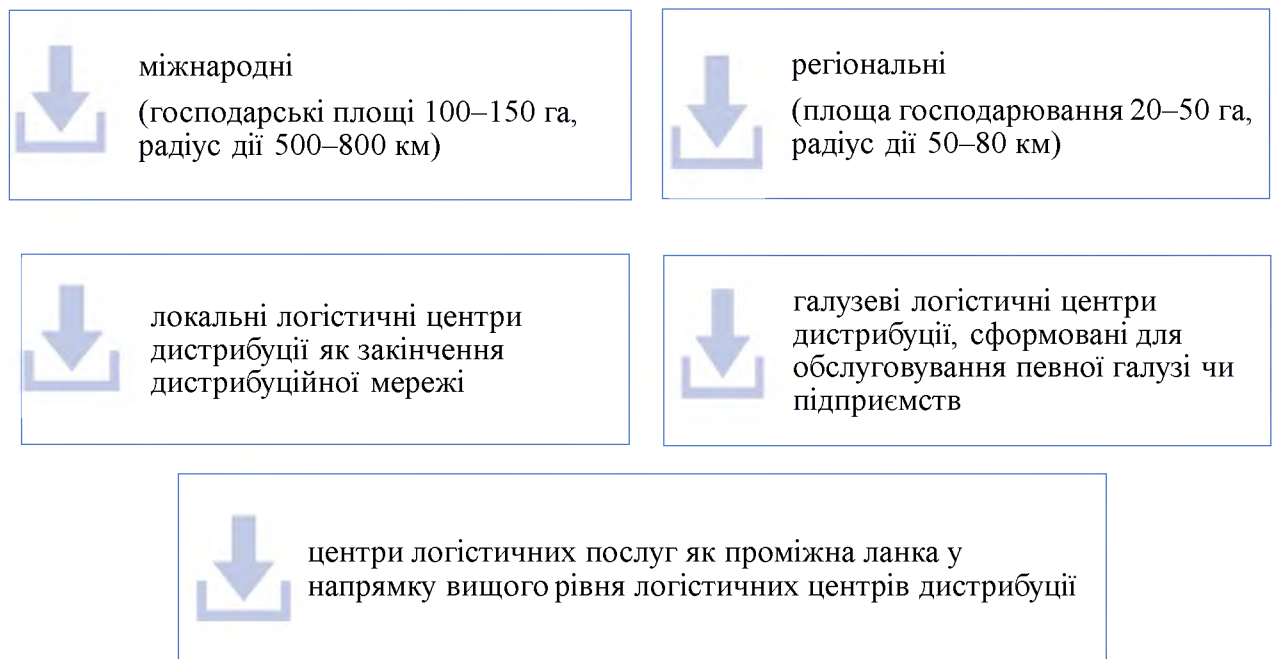 міжнародні
(господарські площі 100–150 га,
радіус дії 500–800 км)
регіональні
(площа господарювання 20–50 га,
радіус дії 50–80 км)
локальні логістичні центри
дистрибуції як закінчення
дистрибуційної мережі
галузеві логістичні центри
дистрибуції, сформовані для
обслуговування певної галузі чи
підприємств
центри логістичних послуг як проміжна ланка у
напрямку вищого рівня логістичних центрів дистрибуції